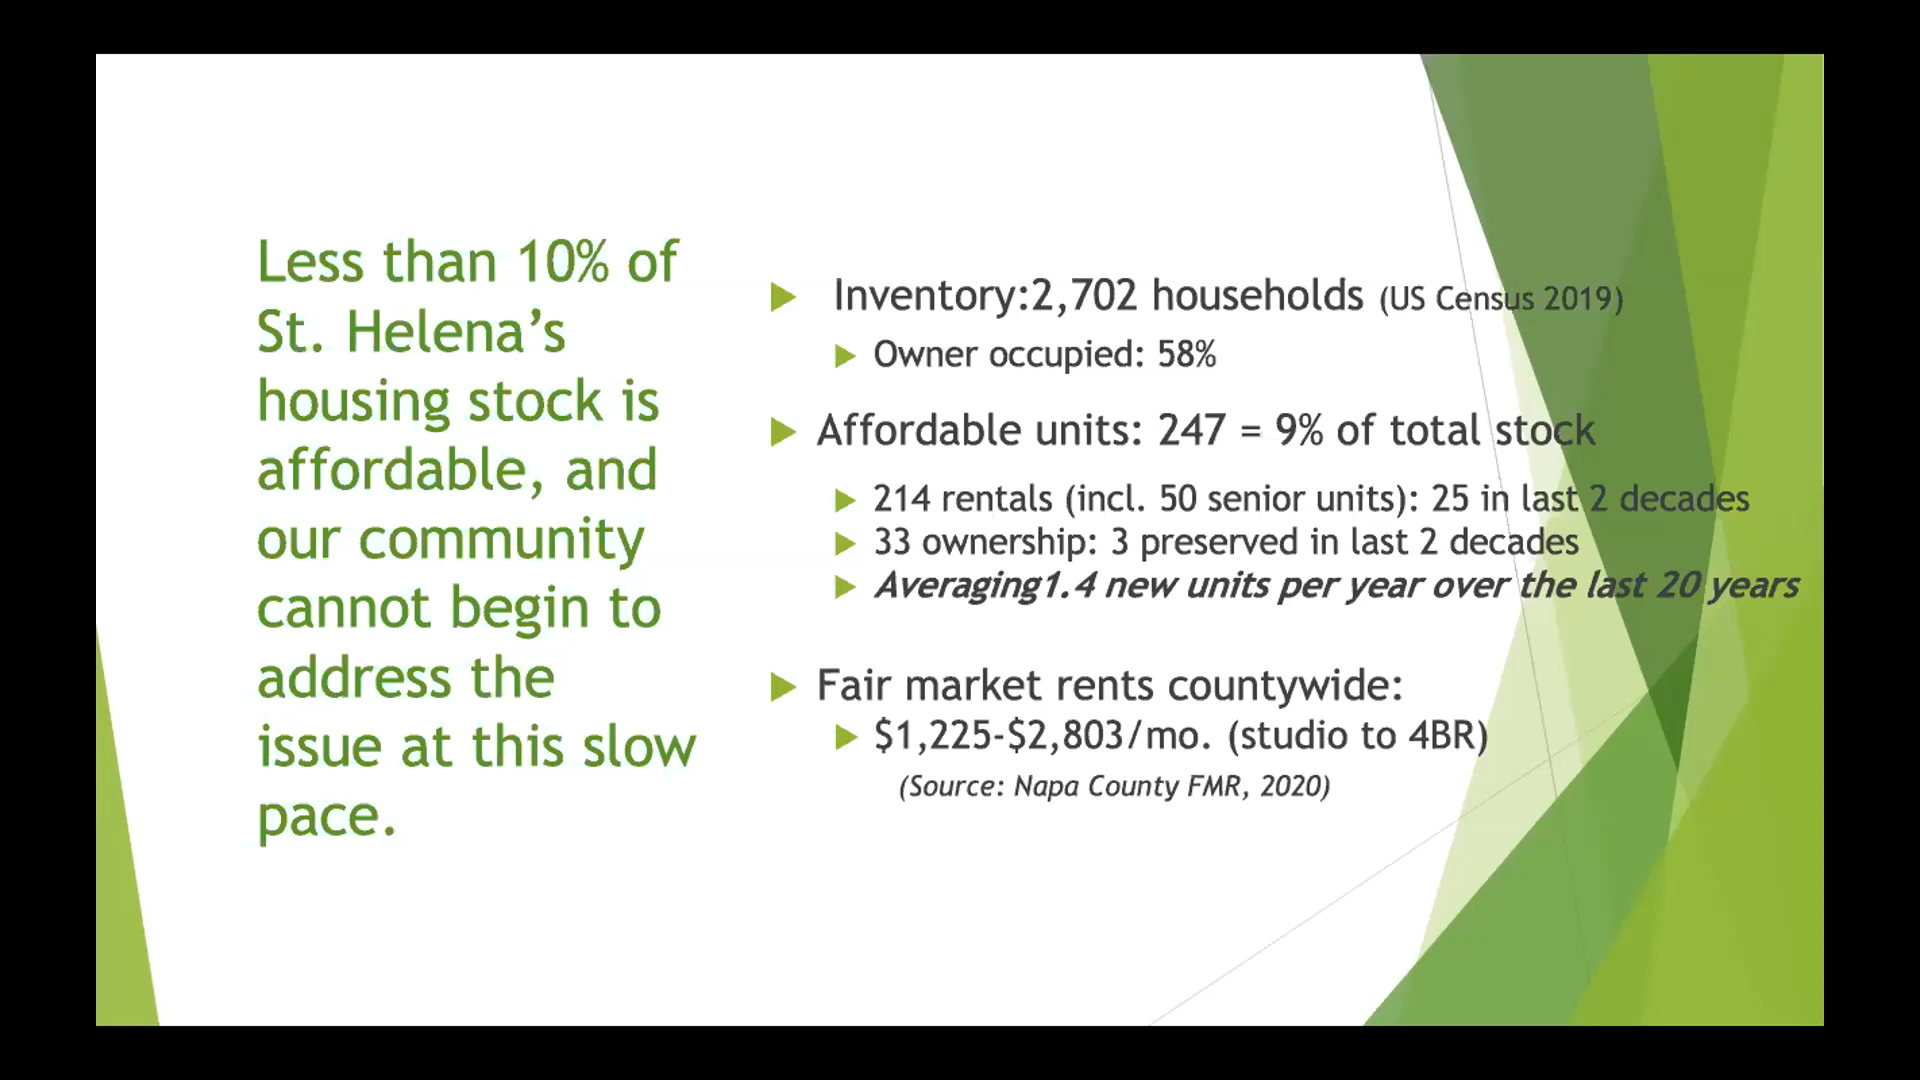 Less than 10% of
St. Helena’s
housing stock is
affordable, and
our community
cannot begin to
address the
issue at this slow
pace.
Inventory:2,702 households (US Census 2019)
Owner occupied: 58%
Affordable units: 247 = 9% of total stock
214 rentals (incl. 50 senior units): 25 in last 2 decades
33 ownership: 3 preserved in last 2 decades
Averaging1.4 new units per year over the last 20 years
Fair market rents countywide:
$1,225-$2,803/mo. (studio to 4BR)
(Source: Napa County FMR, 2020)